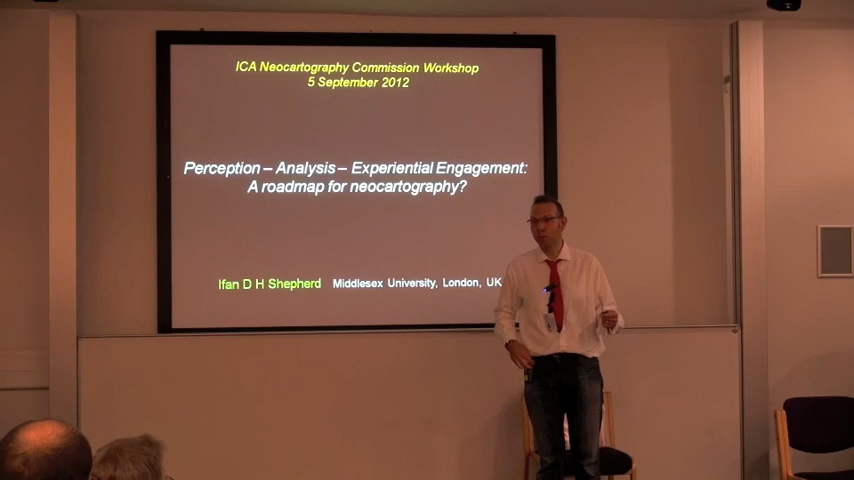 ICA Neocartography Commission Workshop
5 September 2012
Perception – Analysis – Experiential Engagement:
A roadmap for neocartography?
Ifan D H Shepherd Middlesex University, London, UK